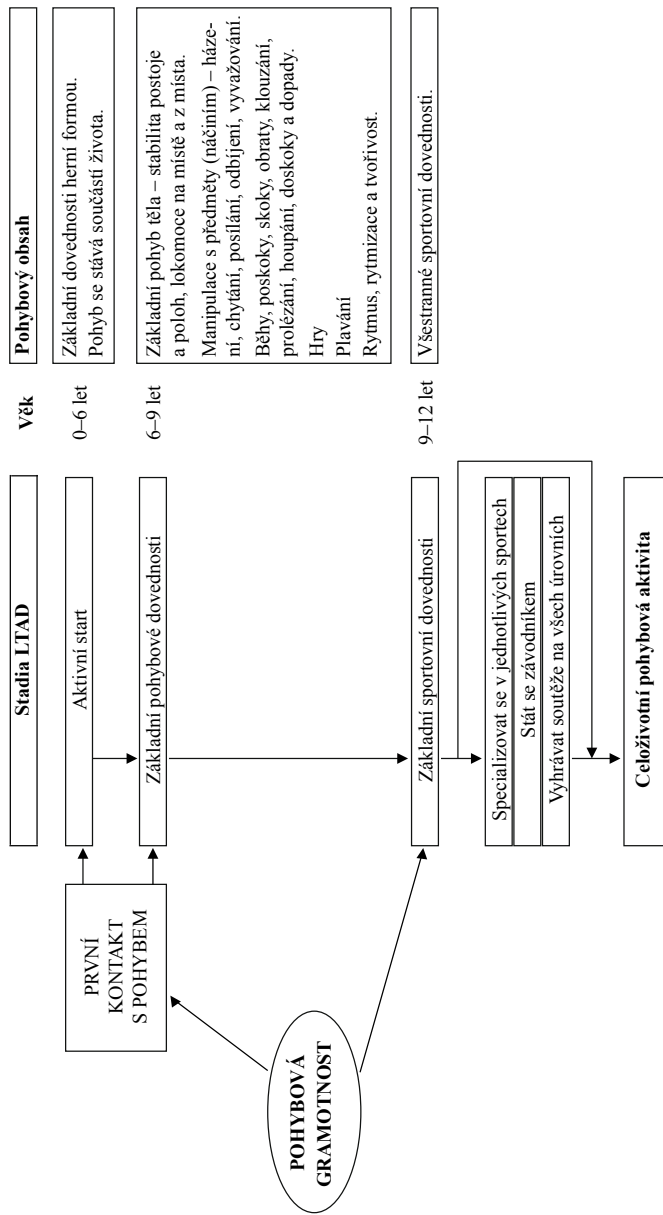 Stadia LTAD
Věk
Pohybový obsah
Aktivní start
0–6 let
Základní dovednosti herní formou.
Pohyb se stává součástí života.
PRVNÍ
KONTAKT
S POHYBEM
Základní pohybové dovednosti
6–9 let
Základní pohyb těla – stabilita postoje
a poloh, lokomoce na místě a z místa.
Manipulace s předměty (náčiním) – háze-
ní, chytání, posílání, odbíjení, vyvažování.
Běhy, poskoky, skoky, obraty, klouzání,
prolézání, houpání, doskoky a dopady.
Hry
Plavání
Rytmus, rytmizace a tvořivost.
POHYBOVÁ
GRAMOTNOST
Základní sportovní dovednosti
9–12 let
Všestranné sportovní dovednosti.
Specializovat se v jednotlivých sportech
Stát se závodníkem
Vyhrávat soutěže na všech úrovních
Celoživotní pohybová aktivita